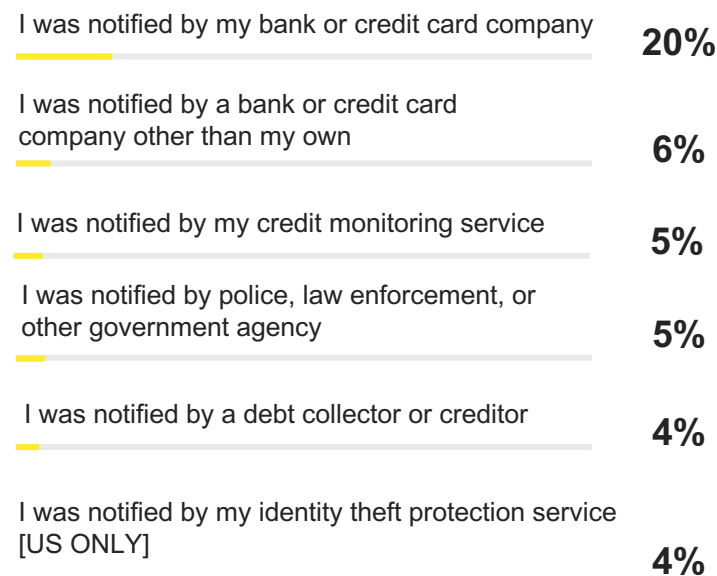 I was notified by my bank or credit card company
20%
I was notified by a bank or credit card
company other than my own
6%
I was notified by my credit monitoring service
5%
I was notified by police, law enforcement, or
other government agency
5%
I was notified by a debt collector or creditor
4%
I was notified by my identity theft protection service
[US ONLY]
4%